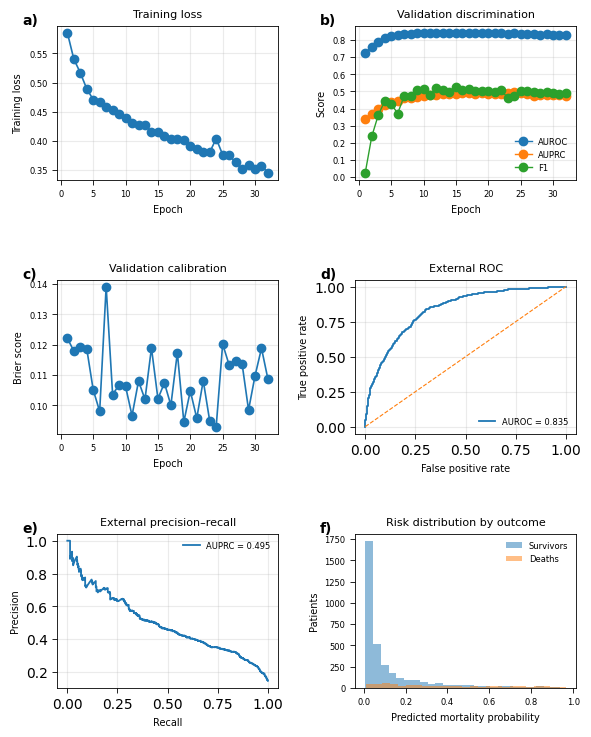 a) Training loss
Training loss
0.55
0.50
0.45
0.40
0.35
0 5 10 15 20 25 30
Epoch
b) Validation discrimination
Score
0.8
0.7
0.6
0.5
0.4
0.3
0.2
0.1
0.0
AUROC
AUPRC
F1
0 5 10 15 20 25 30
Epoch
c) Validation calibration
Brier score
0.14
0.13
0.12
0.11
0.10
0 5 10 15 20 25 30
Epoch
d) External ROC
True positive rate
1.00
0.75
0.50
0.25
0.00
AUROC = 0.835
0.00 0.25 0.50 0.75 1.00
False positive rate
e) External precision–recall
Precision
1.0
0.8
0.6
0.4
0.2
AUPRC = 0.495
0.00 0.25 0.50 0.75 1.00
Recall
f) Risk distribution by outcome
Patients
1750
1500
1250
1000
750
500
250
0
Survivors
Deaths
0.0 0.2 0.4 0.6 0.8 1.0
Predicted mortality probability